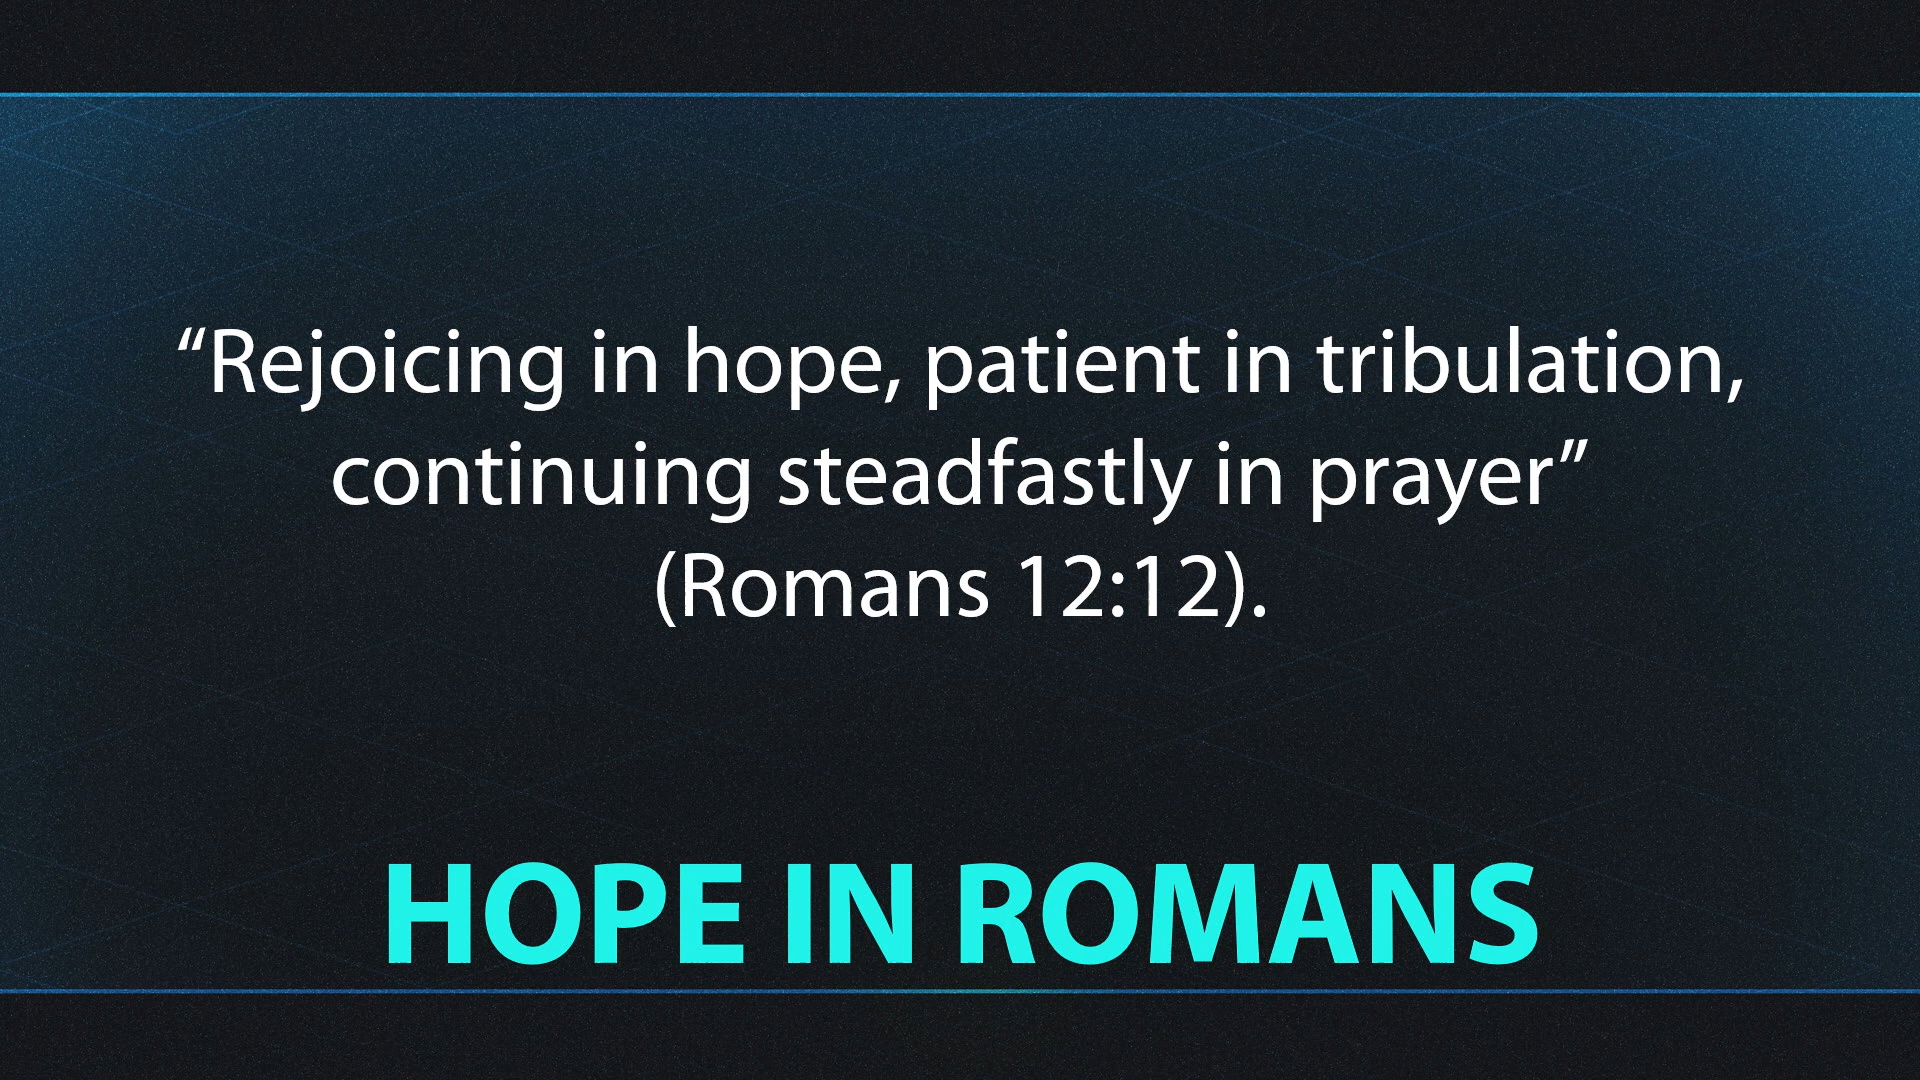 “Rejoicing in hope, patient in tribulation,
continuing steadfastly in prayer”
(Romans 12:12).
HOPE IN ROMANS